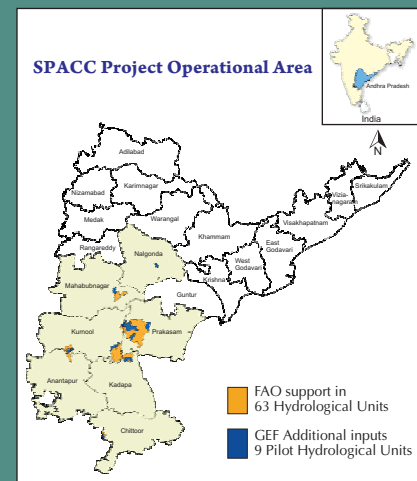 SPACC Project Operational Area
Andhra Pradesh
India
N
Adilabad
Nizamabad
Karimnagar
Medak
Warangal
Rangareddy
Khammam
Srikakulam
Vizia-
nagaram
Visakhapatnam
East
Godavari
West
Godavari
Krishna
Nalgonda
Mahabubnagar
Guntur
Kurnool
Prakasam
Anantapur
Kadapa
Chittoor
FAO support in
63 Hydrological Units
GEF Additional inputs
9 Pilot Hydrological Units